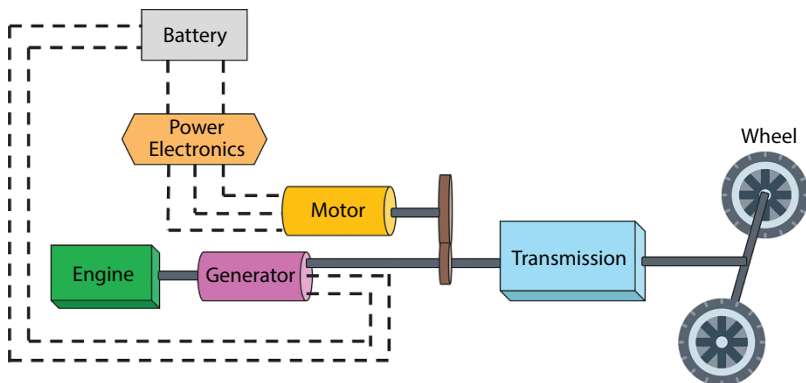 Battery
Power
Electronics
Wheel
Motor
Transmission
Engine
Generator